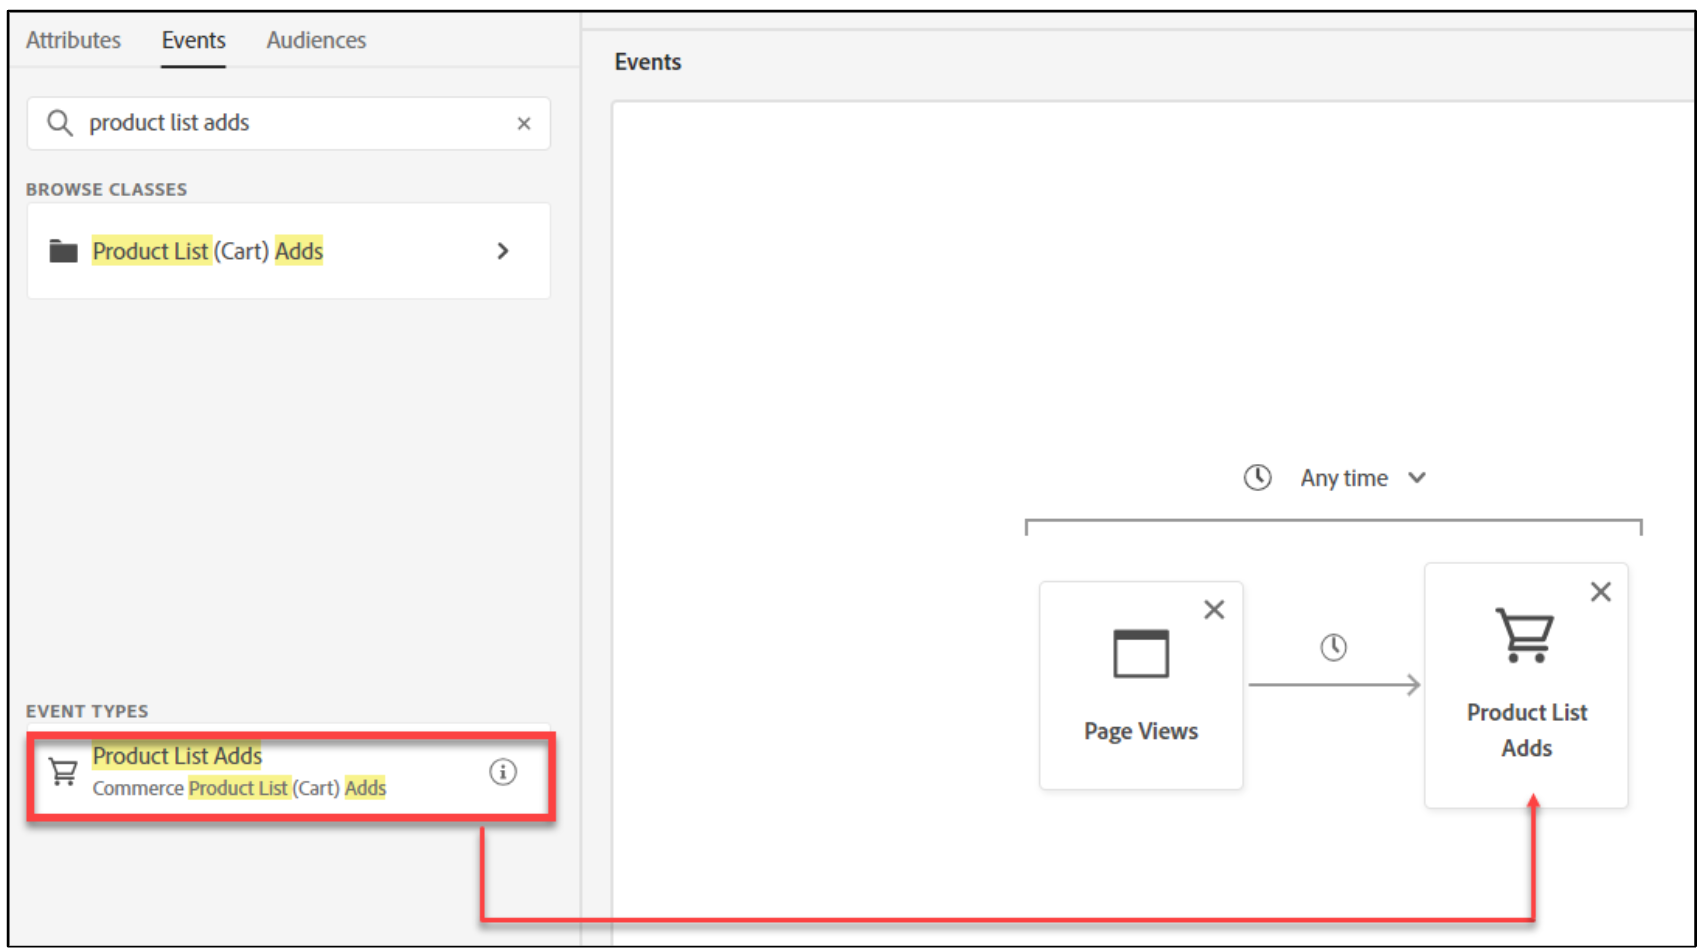 Attributes Events Audiences
product list adds
BROWSE CLASSES
Product List (Cart) Adds
EVENT TYPES
Product List Adds
Commerce Product List (Cart) Adds
Events
Any time
Page Views
Product List
Adds